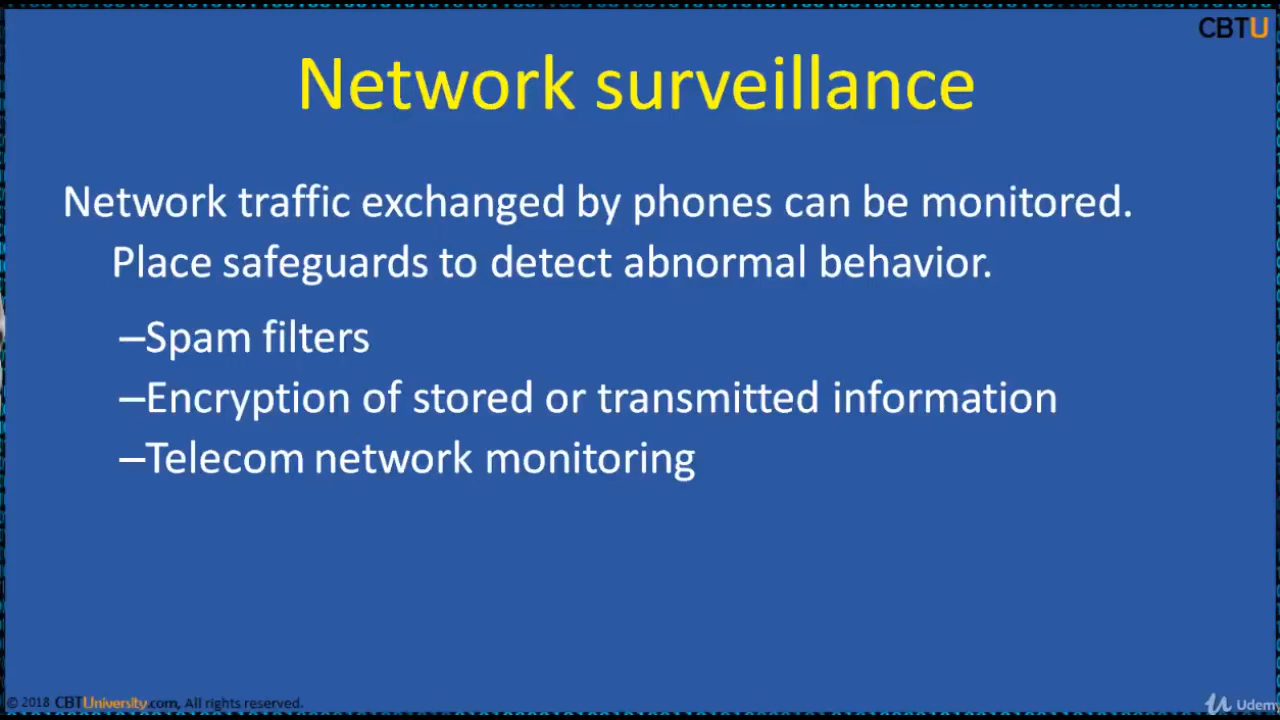 CBTU
Network surveillance
Network traffic exchanged by phones can be monitored.
Place safeguards to detect abnormal behavior.
–Spam filters
–Encryption of stored or transmitted information
–Telecom network monitoring
© 2018 CBTUniversity.com, All rights reserved.
Udemy